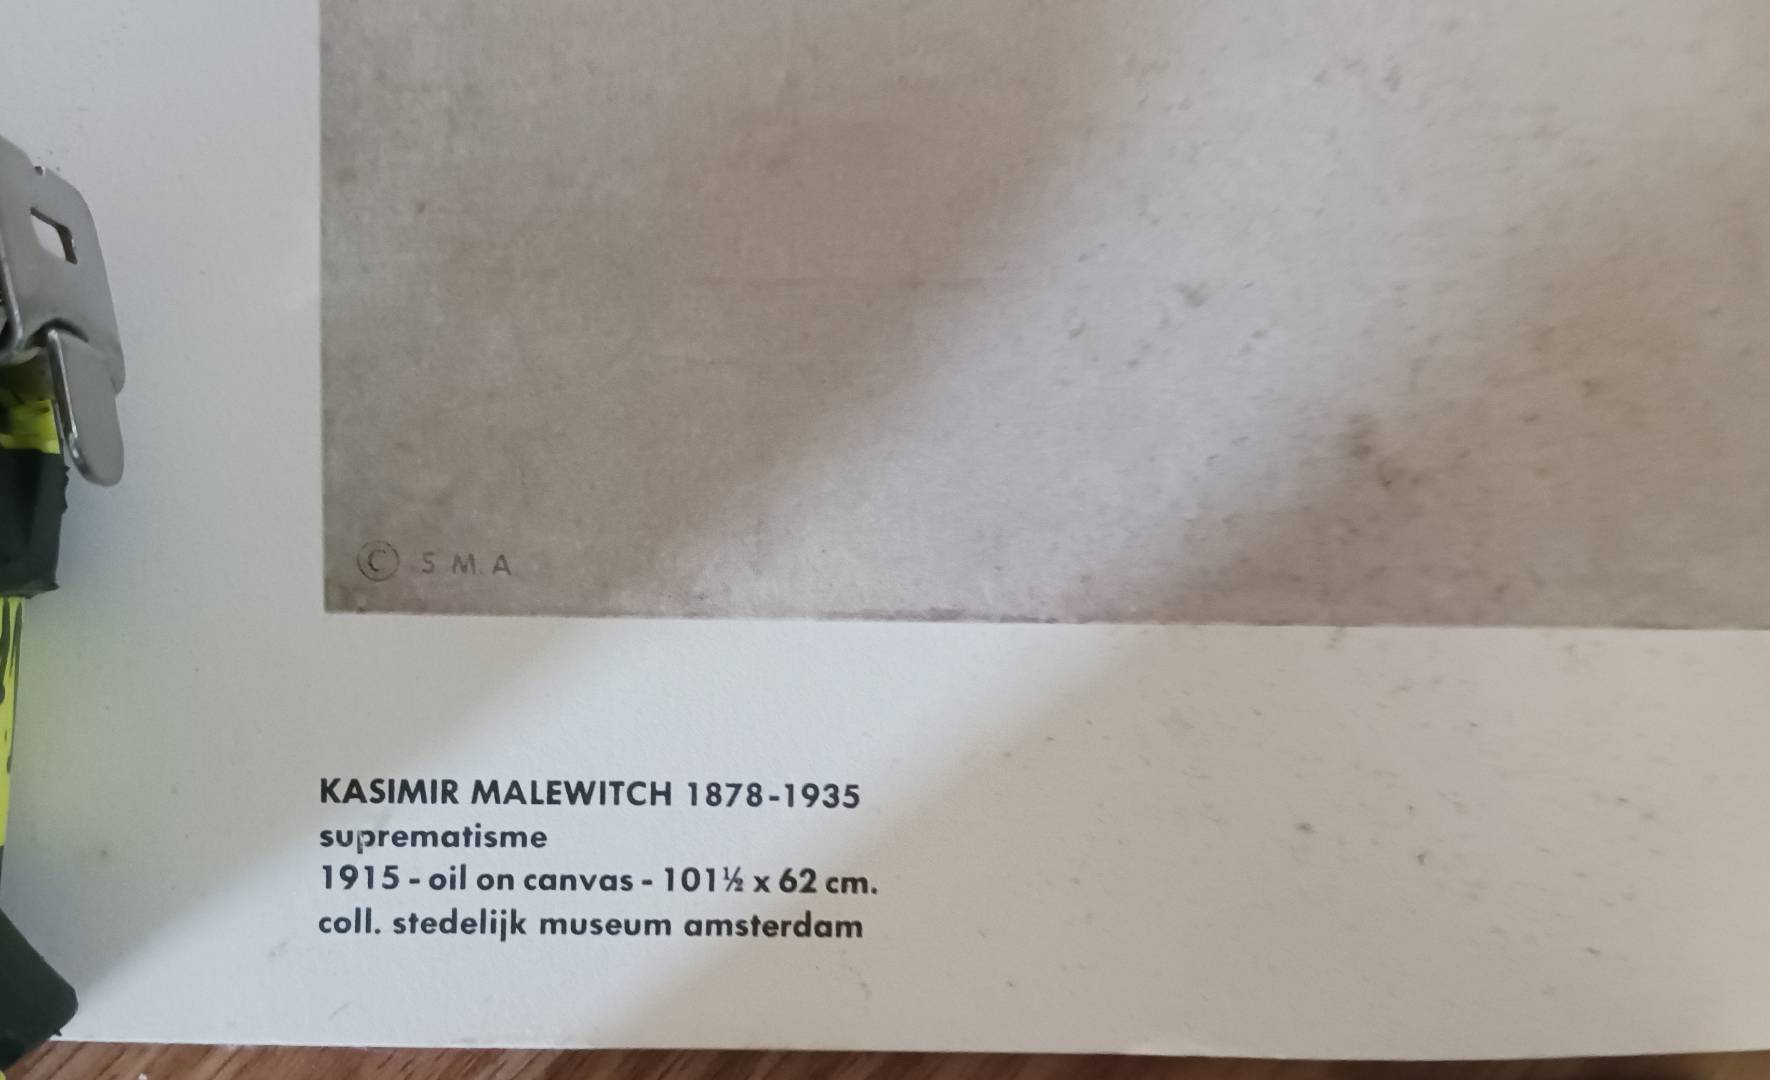 © S M. A.
KASIMIR MALEWITCH 1878-1935
suprematisme
1915 - oil on canvas - 101½ x 62 cm.
coll. stedelijk museum amsterdam